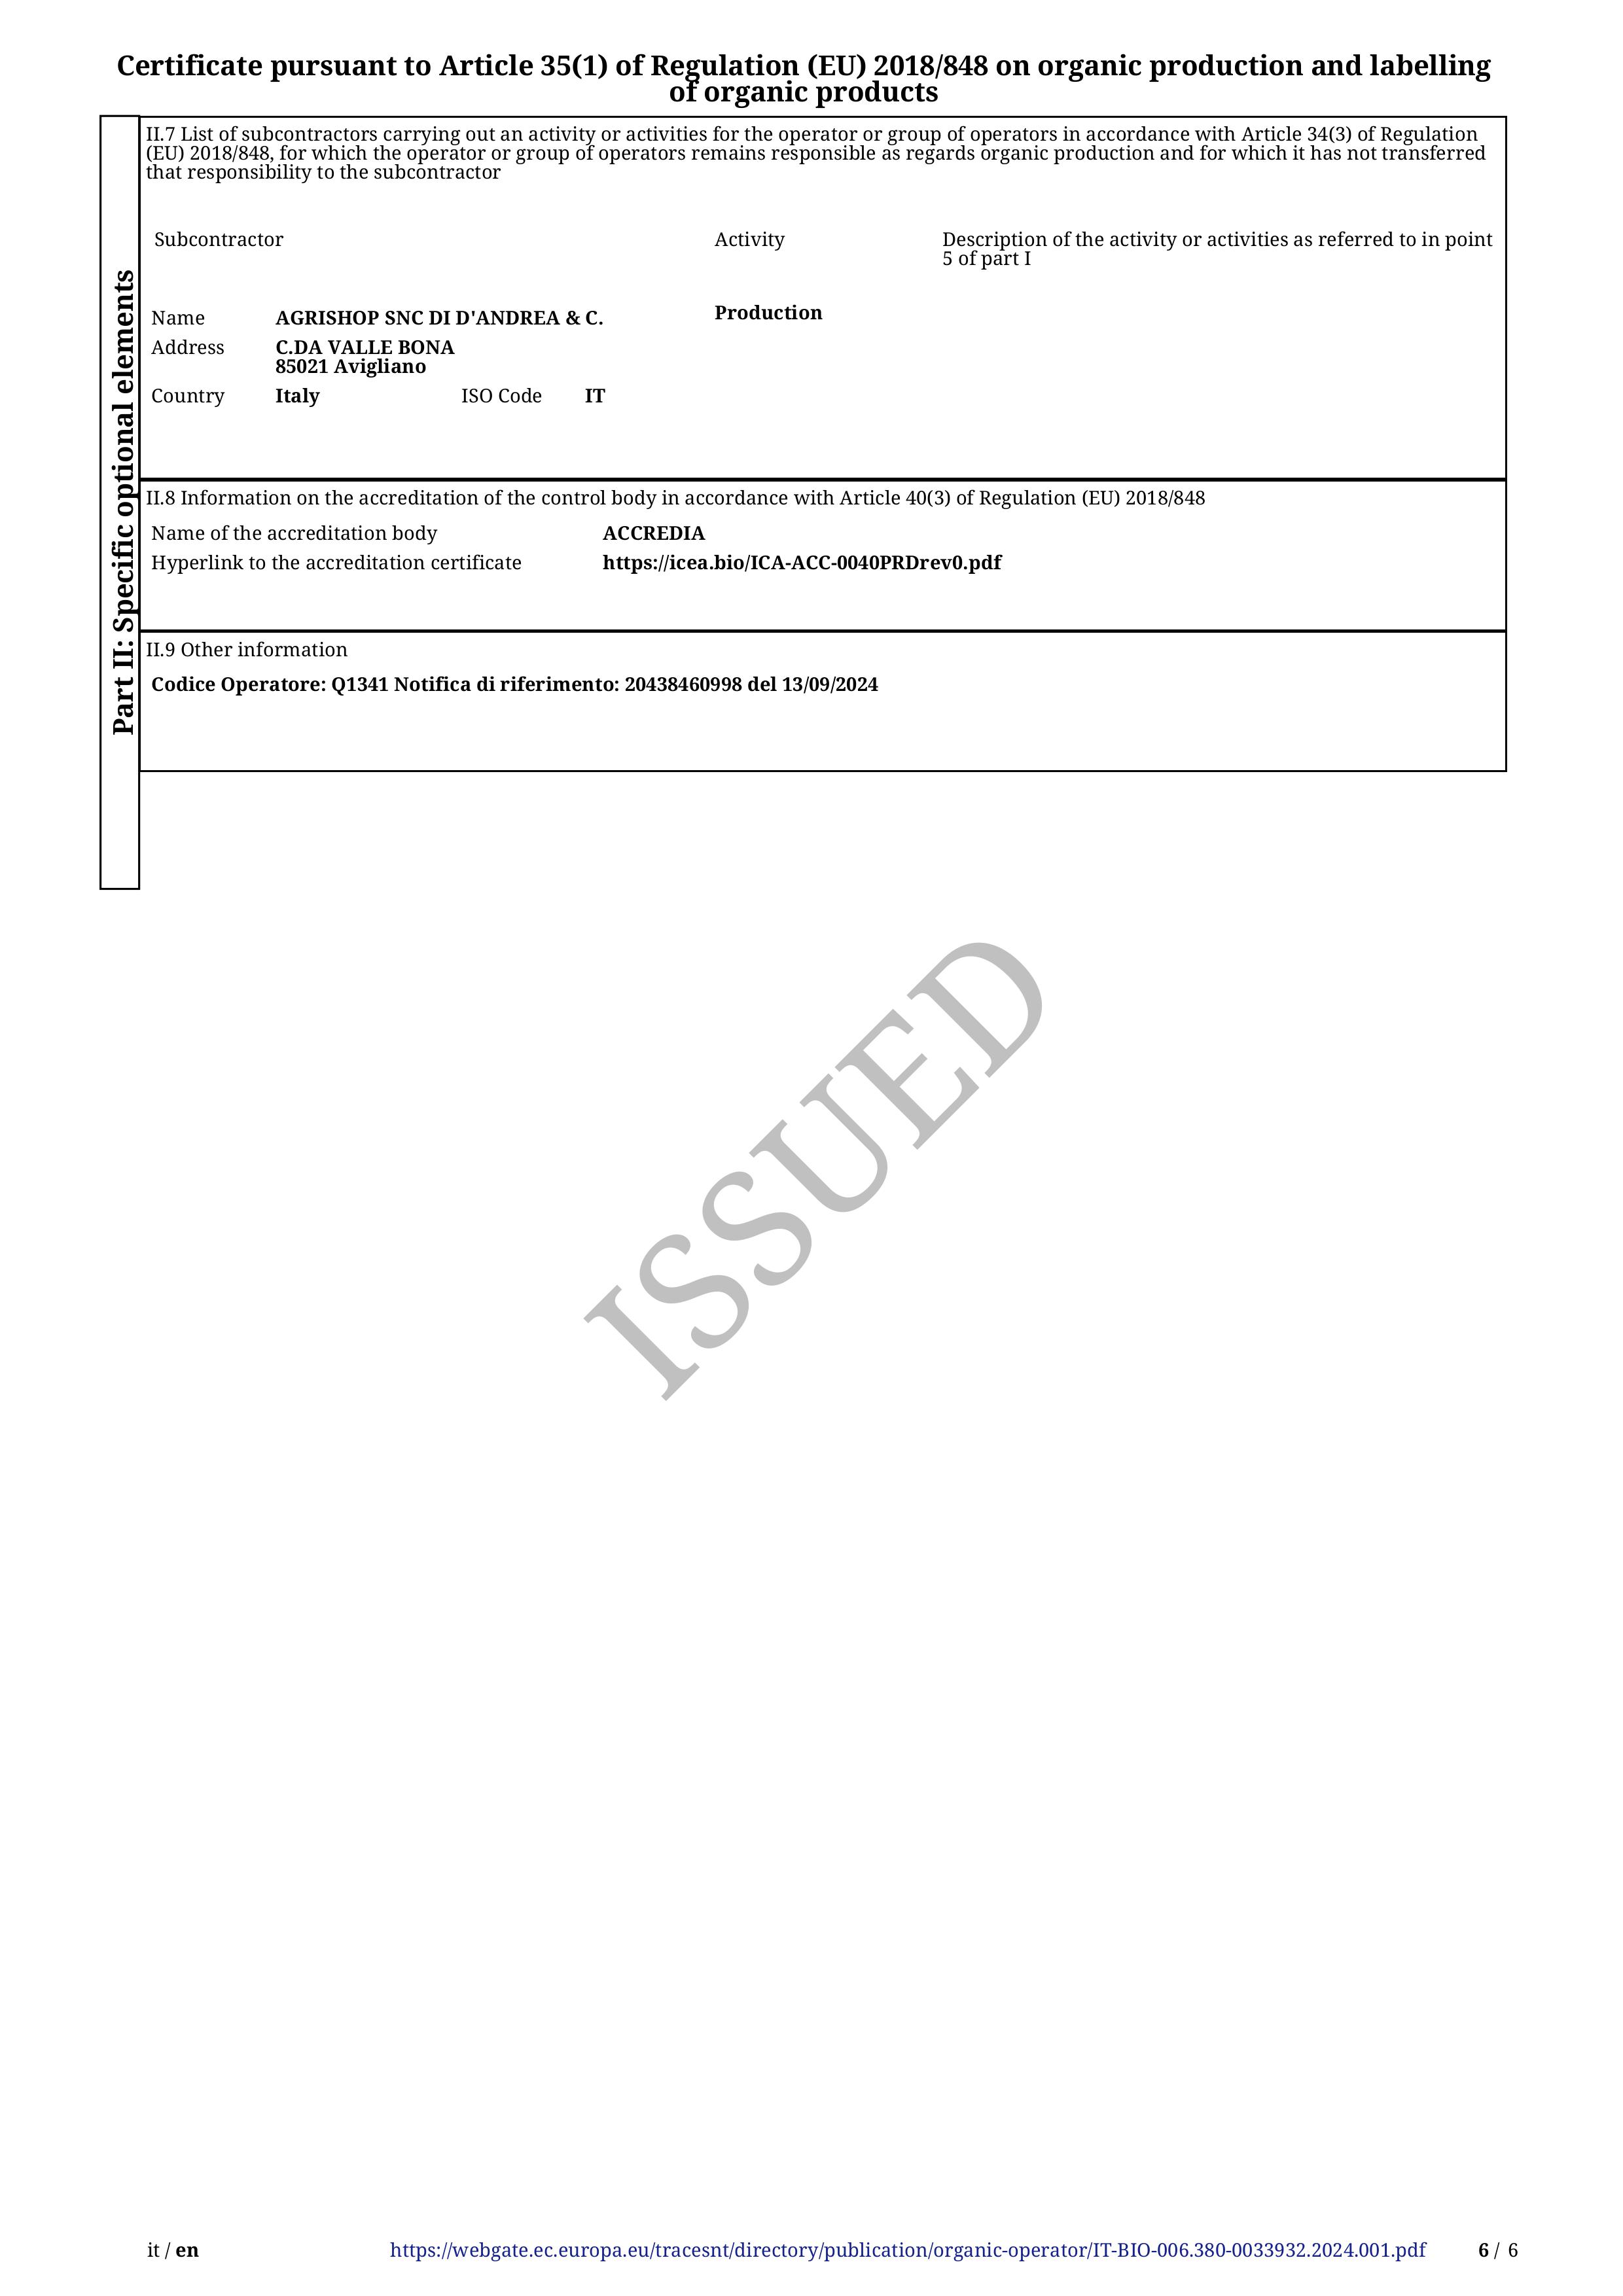 Certificate pursuant to Article 35(1) of Regulation (EU) 2018/848 on organic production and labelling
of organic products
Part II: Specific optional elements
II.7 List of subcontractors carrying out an activity or activities for the operator or group of operators in accordance with Article 34(3) of Regulation
(EU) 2018/848, for which the operator or group of operators remains responsible as regards organic production and for which it has not transferred
that responsibility to the subcontractor
Subcontractor Activity Description of the activity or activities as referred to in point
5 of part I
Name AGRISHOP SNC DI D'ANDREA & C. Production
Address C.DA VALLE BONA
85021 Avigliano
Country Italy ISO Code IT
II.8 Information on the accreditation of the control body in accordance with Article 40(3) of Regulation (EU) 2018/848
Name of the accreditation body ACCREDIA
Hyperlink to the accreditation certificate https://icea.bio/ICA-ACC-0040PRDrev0.pdf
II.9 Other information
Codice Operatore: Q1341 Notifica di riferimento: 20438460998 del 13/09/2024
ISSUED
it / en https://webgate.ec.europa.eu/tracesnt/directory/publication/organic-operator/IT-BIO-006.380-0033932.2024.001.pdf 6 / 6